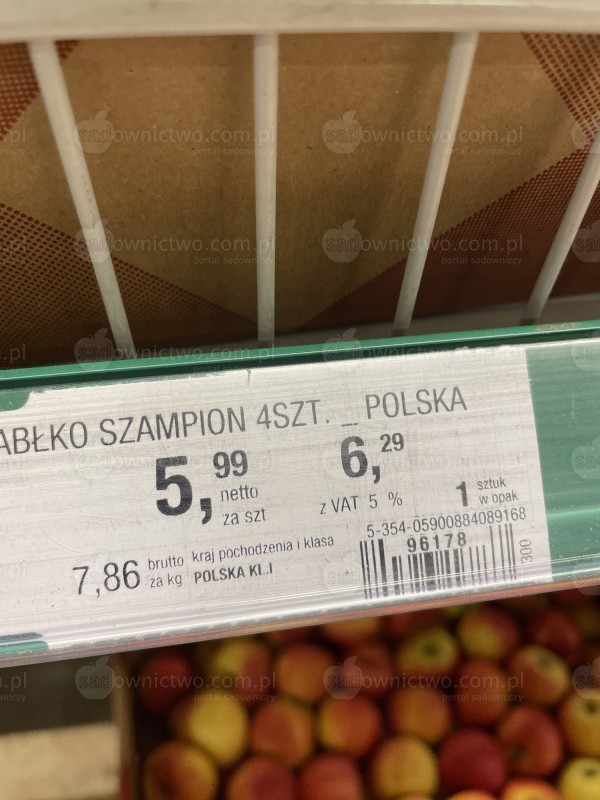 sadownictwo.com.pl
portal sadowniczy
ABŁKO SZAMPION 4SZT. _ POLSKA
5,99
netto
za szt
6,29
z VAT 5 %
1 sztuk
w opak
7,86 brutto
za kg
kraj pochodzenia i klasa
POLSKA KL.I
5-354-05900884089168
96178
300